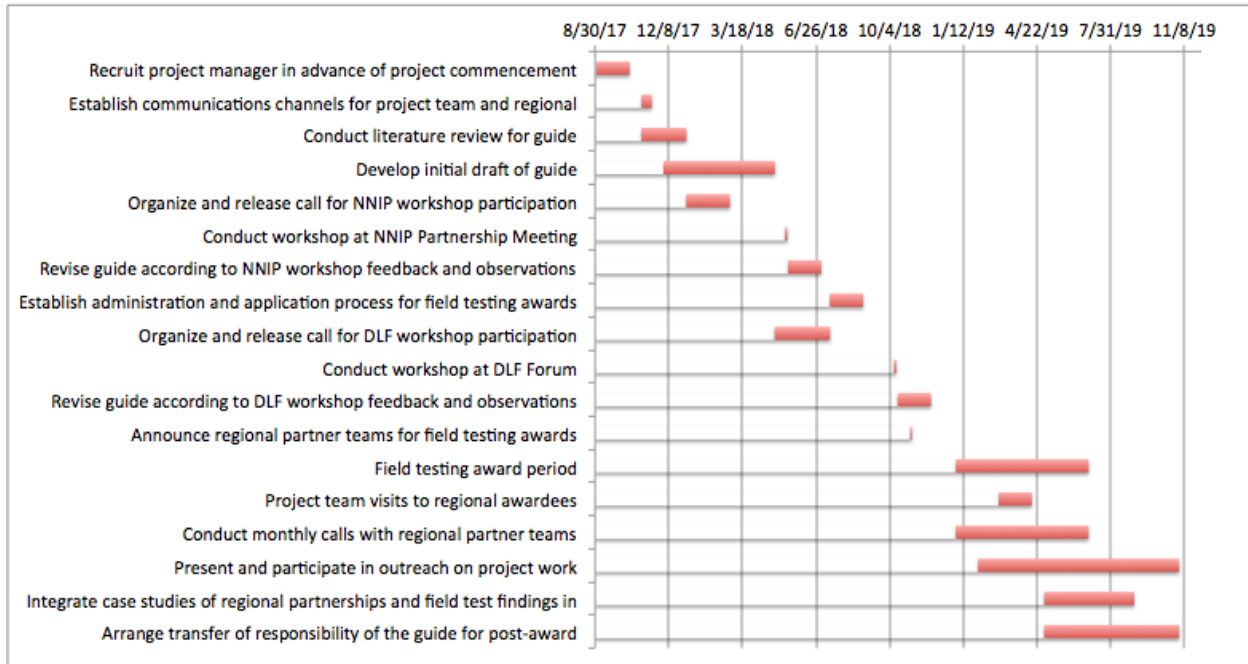 8/30/17 12/8/17 3/18/18 6/26/18 10/4/18 1/12/19 4/22/19 7/31/19 11/8/19
Recruit project manager in advance of project commencement
Establish communications channels for project team and regional
Conduct literature review for guide
Develop initial draft of guide
Organize and release call for NNIP workshop participation
Conduct workshop at NNIP Partnership Meeting
Revise guide according to NNIP workshop feedback and observations
Establish administration and application process for field testing awards
Organize and release call for DLF workshop participation
Conduct workshop at DLF Forum
Revise guide according to DLF workshop feedback and observations
Announce regional partner teams for field testing awards
Field testing award period
Project team visits to regional awardees
Conduct monthly calls with regional partner teams
Present and participate in outreach on project work
Integrate case studies of regional partnerships and field test findings in
Arrange transfer of responsibility of the guide for post-award